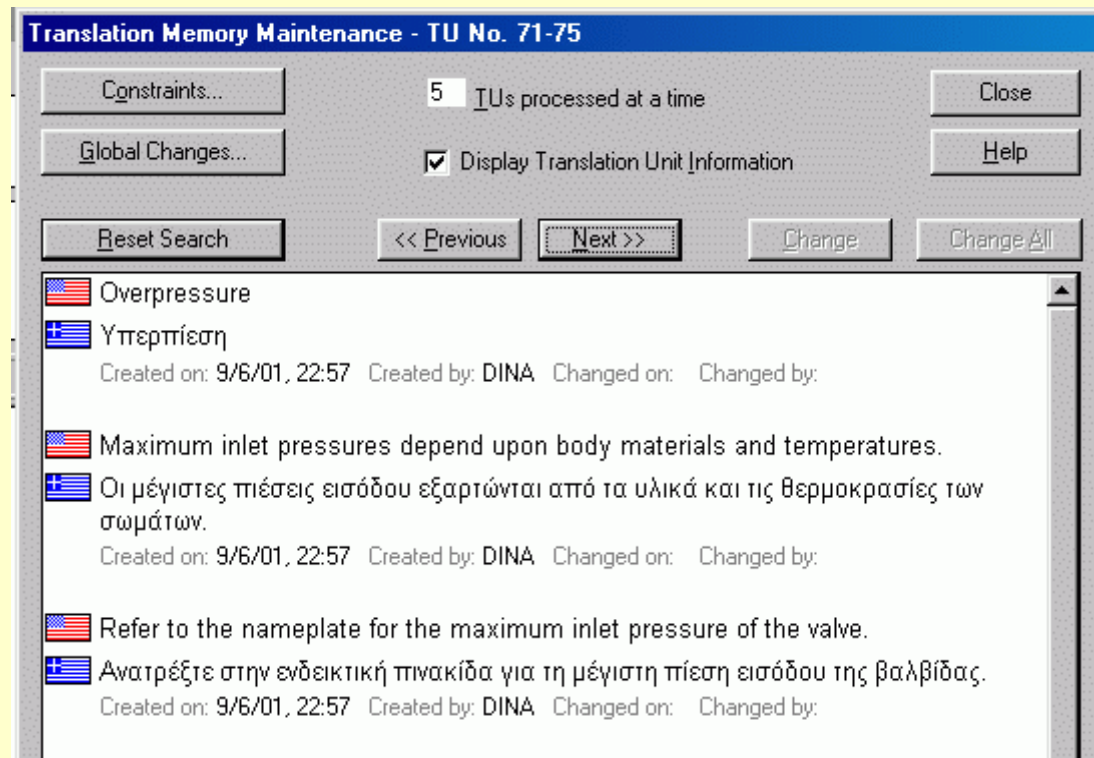 Translation Memory Maintenance - TU No. 71-75
Constraints...
5 TUs processed at a time
Close
Global Changes...
Display Translation Unit Information
Help
Reset Search
<< Previous
Next >>
Change
Change All
Overpressure
Υπερπίεση
Created on: 9/6/01, 22:57 Created by: DINA Changed on: Changed by:
Maximum inlet pressures depend upon body materials and temperatures.
Οι μέγιστες πιέσεις εισόδου εξαρτώνται από τα υλικά και τις θερμοκρασίες των
σωμάτων.
Created on: 9/6/01, 22:57 Created by: DINA Changed on: Changed by:
Refer to the nameplate for the maximum inlet pressure of the valve.
Ανατρέξτε στην ενδεικτική πινακίδα για τη μέγιστη πίεση εισόδου της βαλβίδας.
Created on: 9/6/01, 22:57 Created by: DINA Changed on: Changed by: